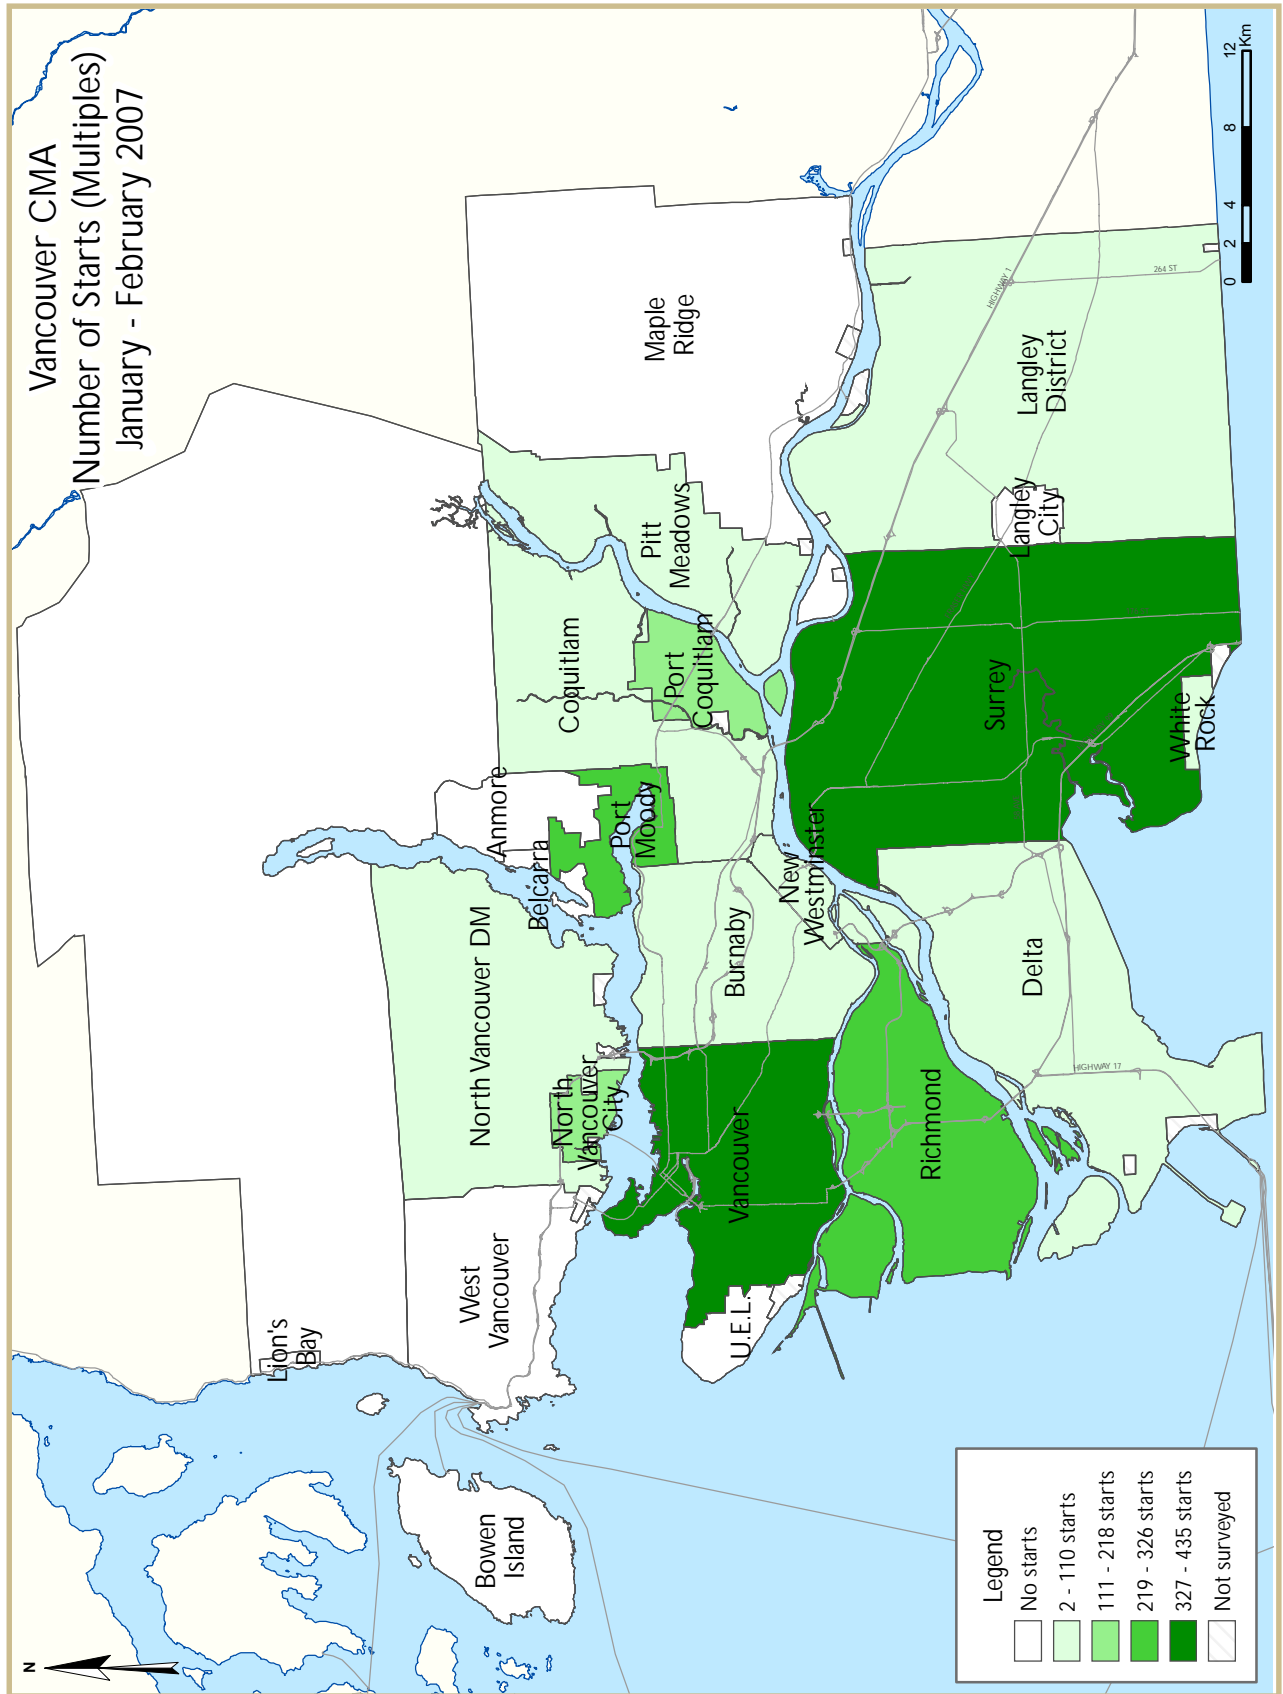 Vancouver CMA
Number of Starts (Multiples)
January - February 2007
N
Lion's
Bay
Bowen
Island
West
Vancouver
North Vancouver DM
North
Vancouver
City
Belcarra
Anmore
Port
Moody
Coquitlam
Port
Coquitlam
Pitt
Meadows
Maple
Ridge
U.E.L.
Vancouver
Burnaby
New
Westminster
Richmond
Delta
Surrey
White
Rock
Langley
City
Langley
District
HIGHWAY 1
264 ST
HIGHWAY 17
Legend
No starts
2 - 110 starts
111 - 218 starts
219 - 326 starts
327 - 435 starts
Not surveyed
0 2 4 8 12
Km